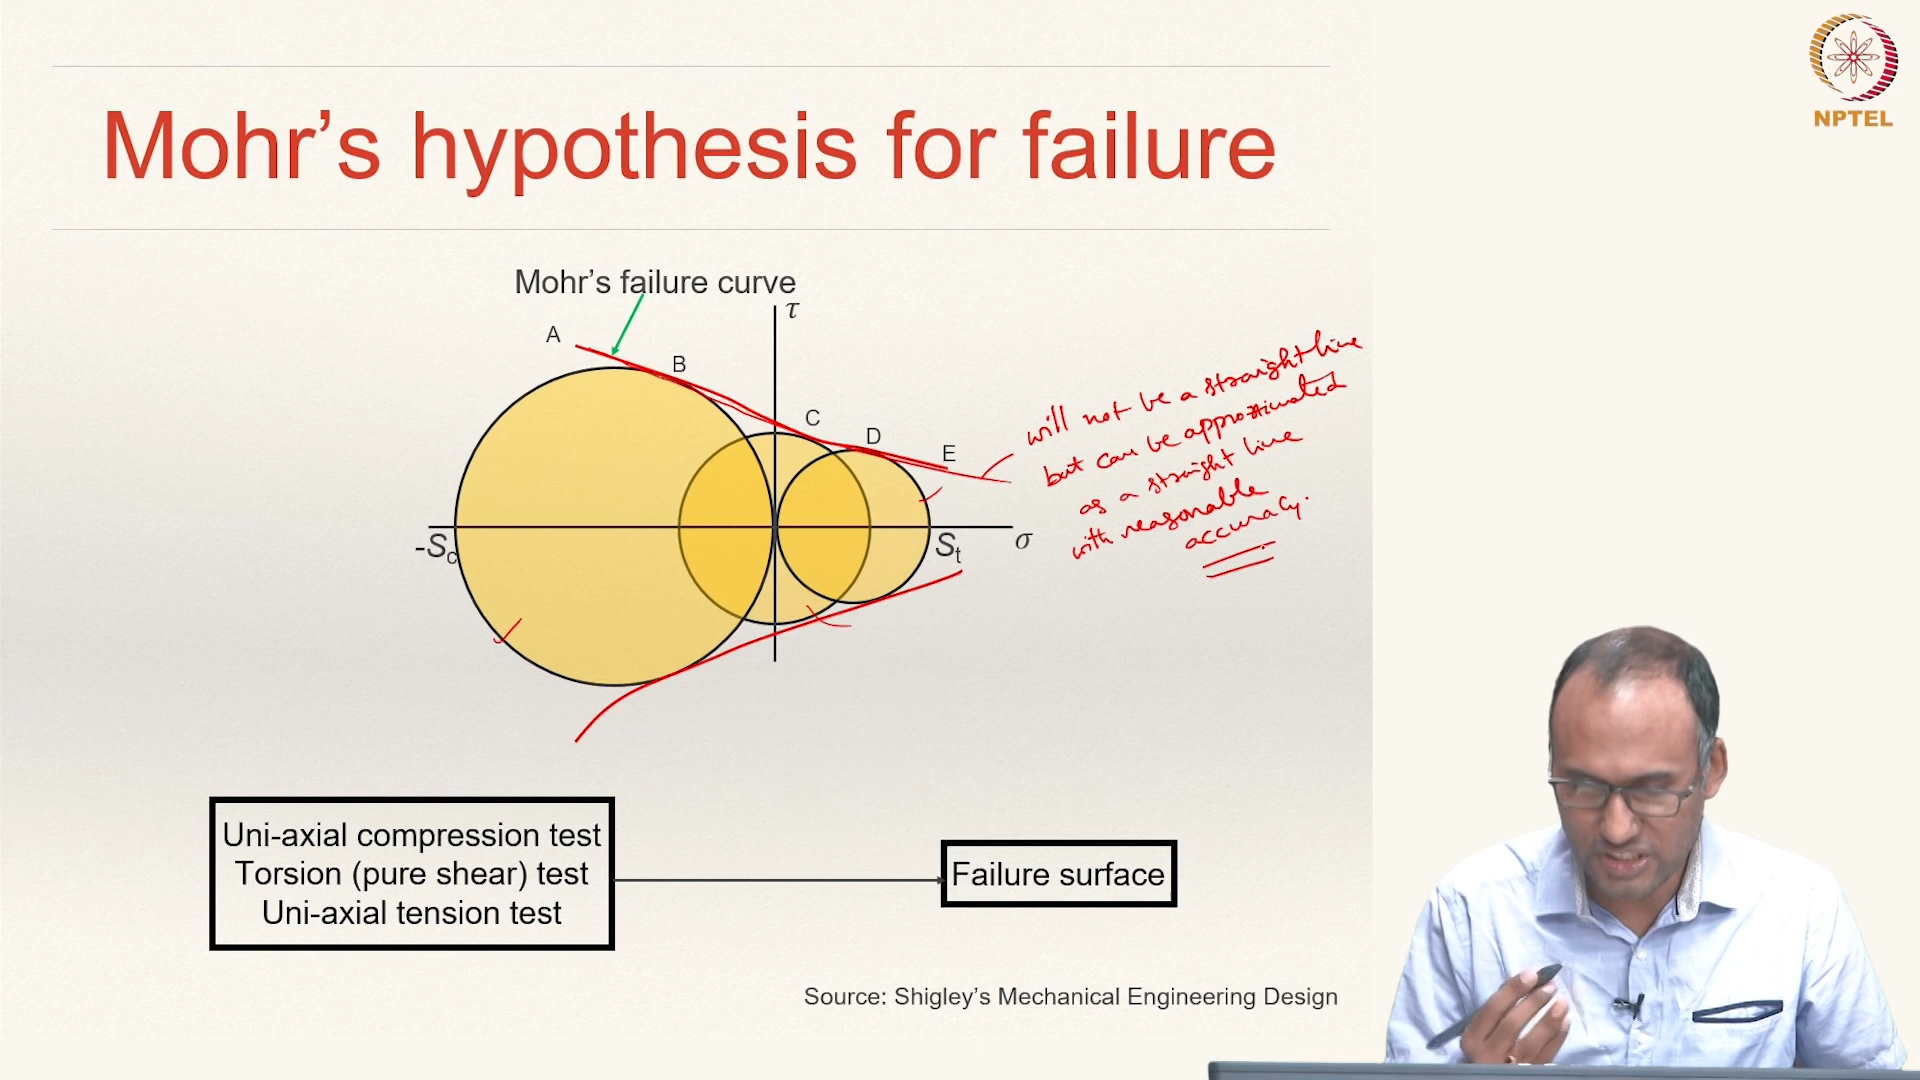 NPTEL
Mohr’s hypothesis for failure
Mohr’s failure curve
τ
A
B
C
D
E
will not be a straight line
but can be approximated
as a straight line
with reasonable
accuracy.
-Sc
St
σ
Uni-axial compression test
Torsion (pure shear) test
Uni-axial tension test
Failure surface
Source: Shigley’s Mechanical Engineering Design